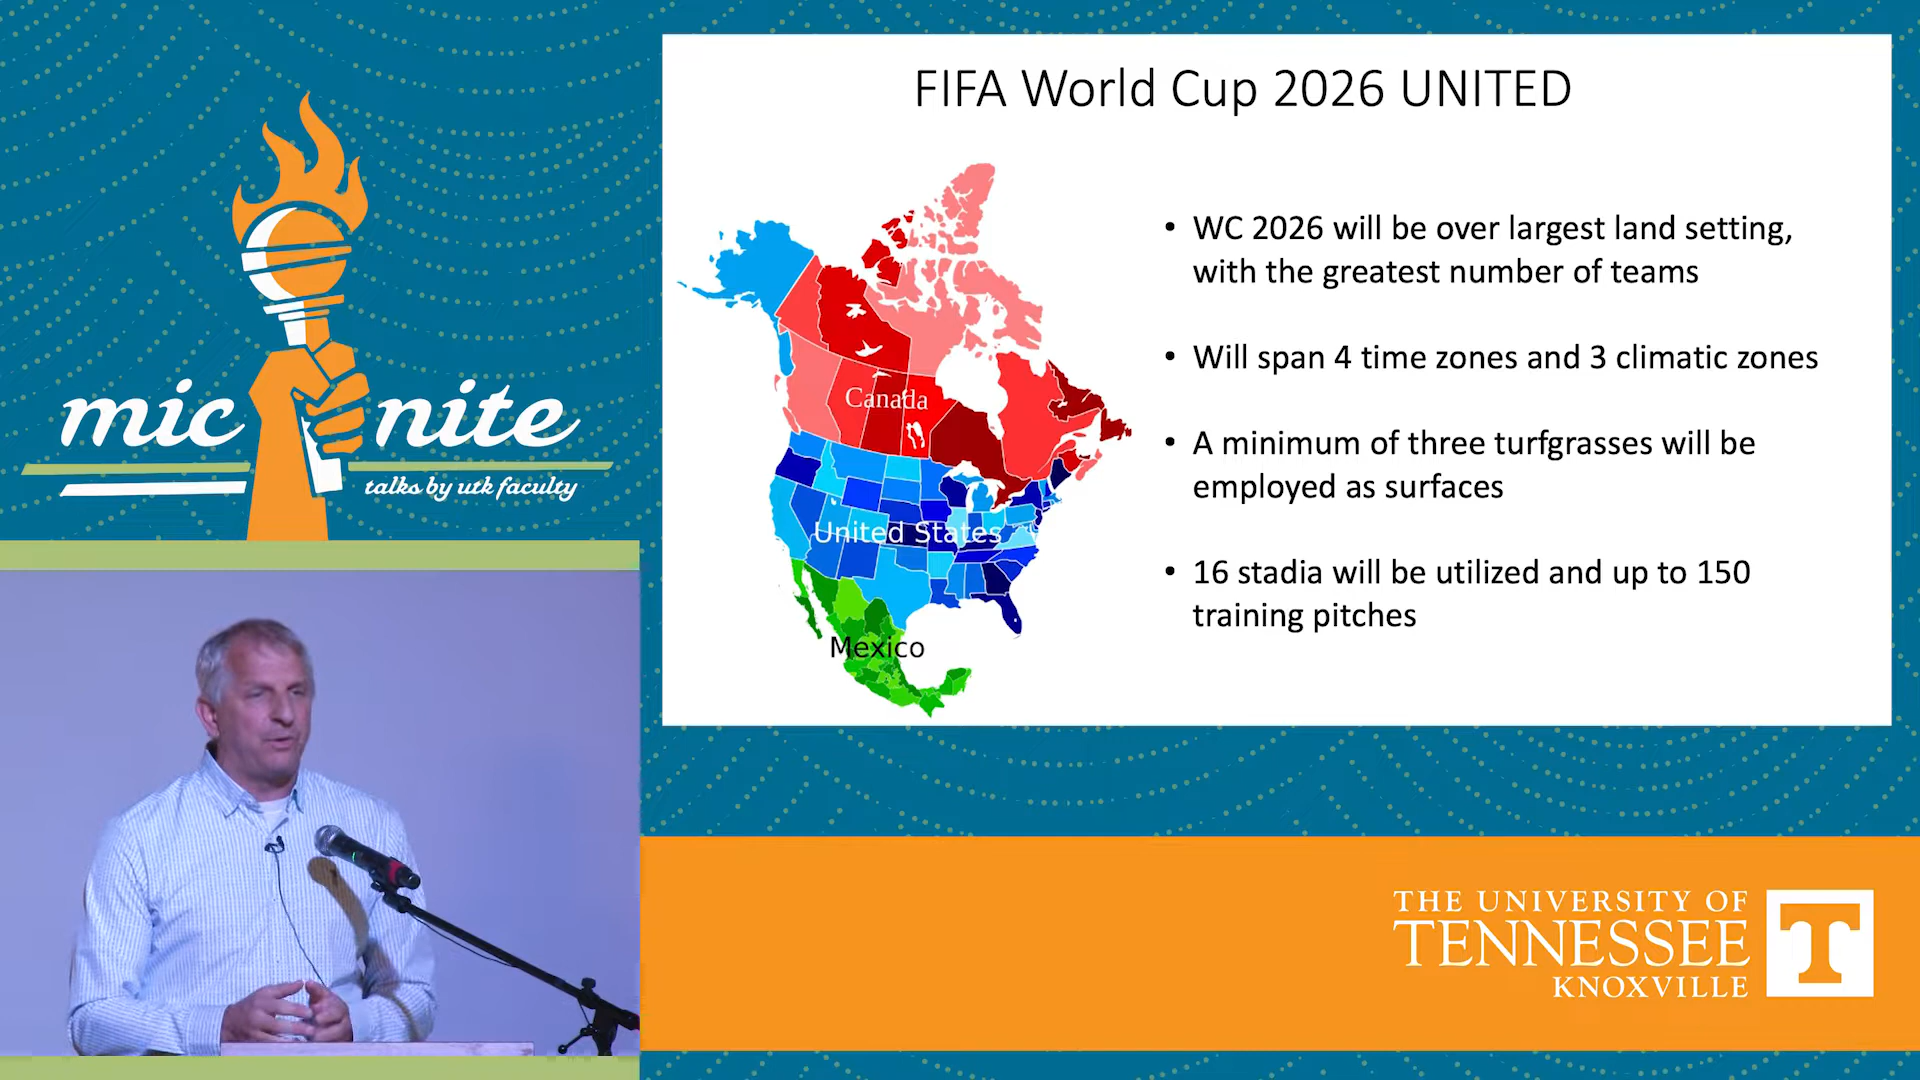 mic nite
talks by utk faculty
FIFA World Cup 2026 UNITED
Canada
United States
Mexico
• WC 2026 will be over largest land setting,
with the greatest number of teams
• Will span 4 time zones and 3 climatic zones
• A minimum of three turfgrasses will be
employed as surfaces
• 16 stadia will be utilized and up to 150
training pitches
THE UNIVERSITY OF
TENNESSEE
KNOXVILLE
T